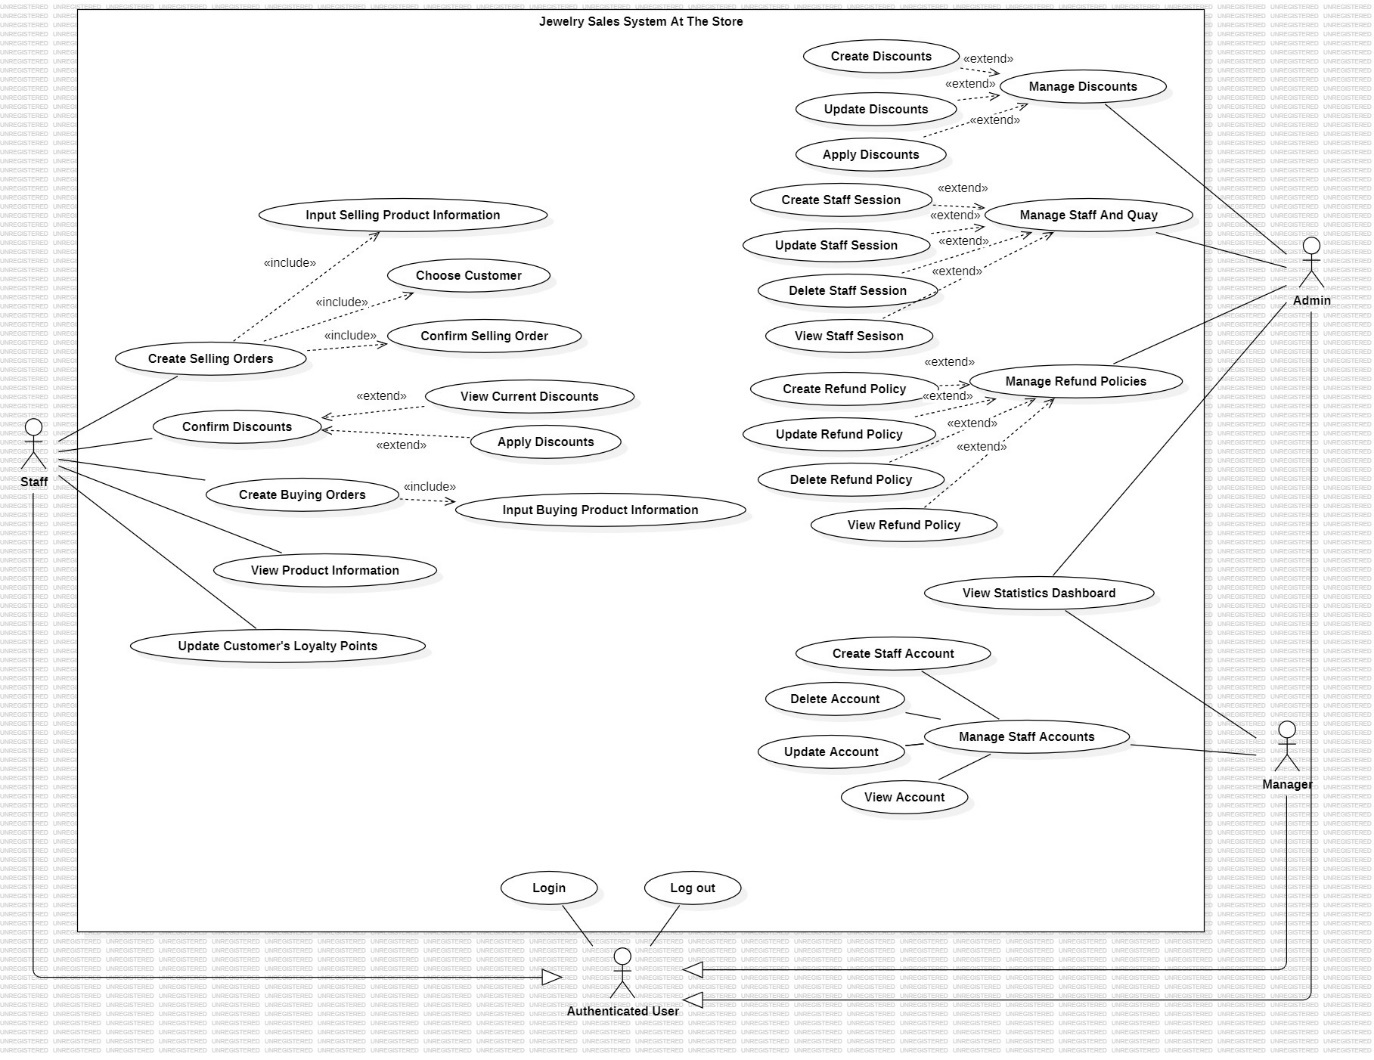 Jewelry Sales System At The Store
Create Discounts
«extend»
Manage Discounts
«extend»
Update Discounts
«extend»
Apply Discounts
Create Staff Session
«extend»
Manage Staff And Quay
«extend»
Update Staff Session
«extend»
Delete Staff Session
«extend»
View Staff Sesison
Input Selling Product Information
«include»
Choose Customer
«include»
Confirm Selling Order
«include»
Create Selling Orders
Admin
Create Refund Policy
«extend»
Manage Refund Policies
«extend»
Update Refund Policy
«extend»
Delete Refund Policy
«extend»
View Refund Policy
View Current Discounts
«extend»
Confirm Discounts
Apply Discounts
«extend»
Staff
Create Buying Orders
«include»
Input Buying Product Information
View Product Information
Update Customer's Loyalty Points
View Statistics Dashboard
Create Staff Account
Delete Account
Manage Staff Accounts
Update Account
View Account
Manager
Login
Log out
Authenticated User
UNREGISTERED